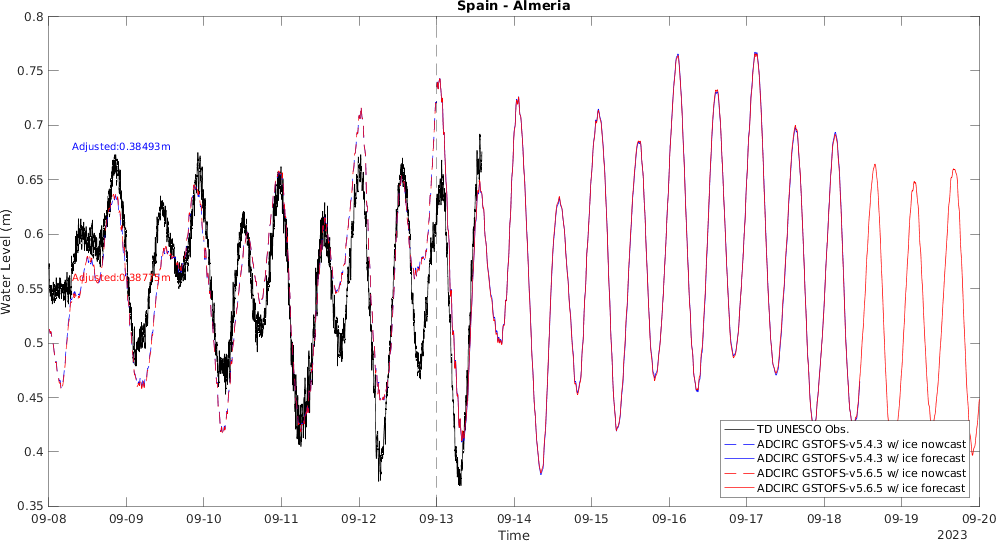 Spain - Almeria
0.8
0.75
0.7
0.65
0.6
0.55
0.5
0.45
0.4
0.35
Water Level (m)
Adjusted:0.38493m
TD UNESCO Obs.
ADCIRC GSTOFS-v5.4.3 w/ ice nowcast
ADCIRC GSTOFS-v5.4.3 w/ ice forecast
ADCIRC GSTOFS-v5.6.5 w/ ice nowcast
ADCIRC GSTOFS-v5.6.5 w/ ice forecast
09-08 09-09 09-10 09-11 09-12 09-13 09-14 09-15 09-16 09-17 09-18 09-19 09-20
Time
2023